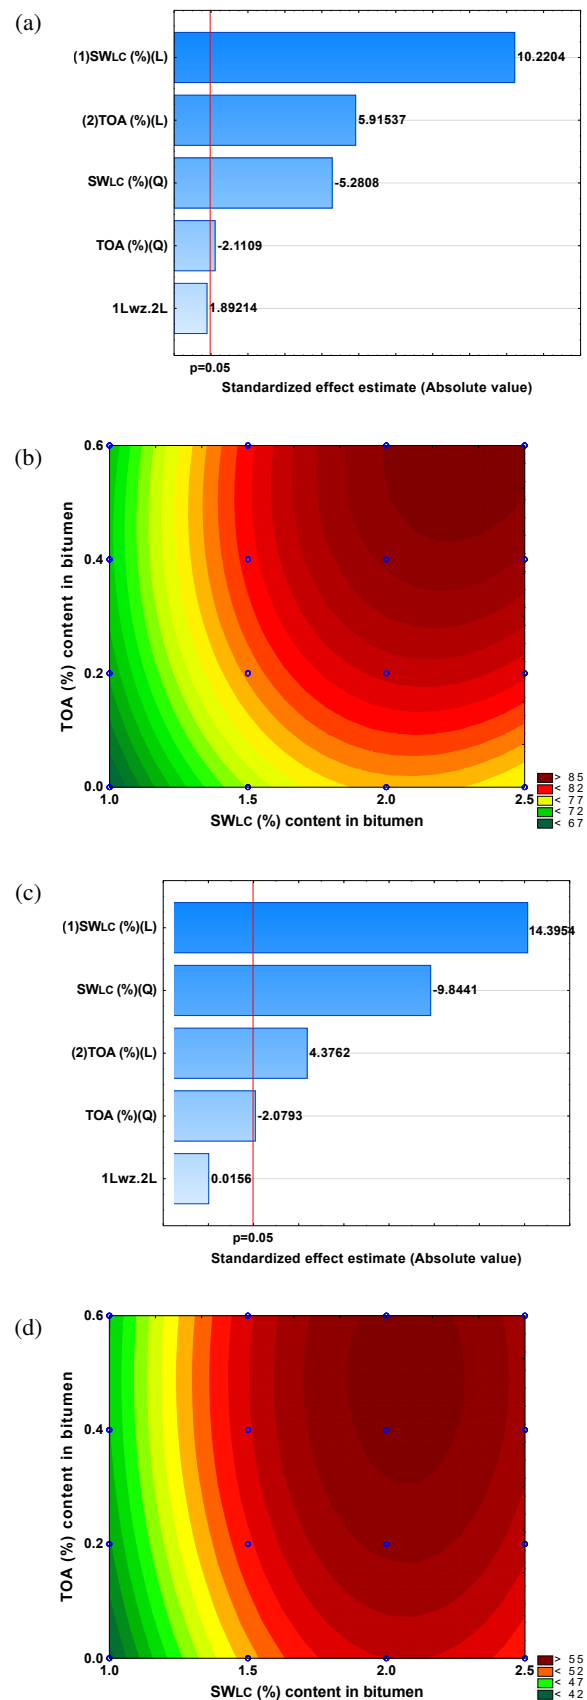 (a)
(1)SWLC (%)(L)
10.2204
(2)TOA (%)(L)
5.91537
SWLC (%)(Q)
-5.2808
TOA (%)(Q)
-2.1109
1Lwz.2L
1.89214
p=0.05
Standardized effect estimate (Absolute value)
(b)
TOA (%) content in bitumen
0.6
0.4
0.2
0.0
1.0 1.5 2.0 2.5
SWLC (%) content in bitumen
> 85
< 82
< 77
< 72
< 67
(c)
(1)SWLC (%)(L)
14.3954
SWLC (%)(Q)
-9.8441
(2)TOA (%)(L)
4.3762
TOA (%)(Q)
-2.0793
1Lwz.2L
0.0156
p=0.05
Standardized effect estimate (Absolute value)
(d)
TOA (%) content in bitumen
0.6
0.4
0.2
0.0
1.0 1.5 2.0 2.5
SWLC (%) content in bitumen
> 55
< 52
< 47
< 42